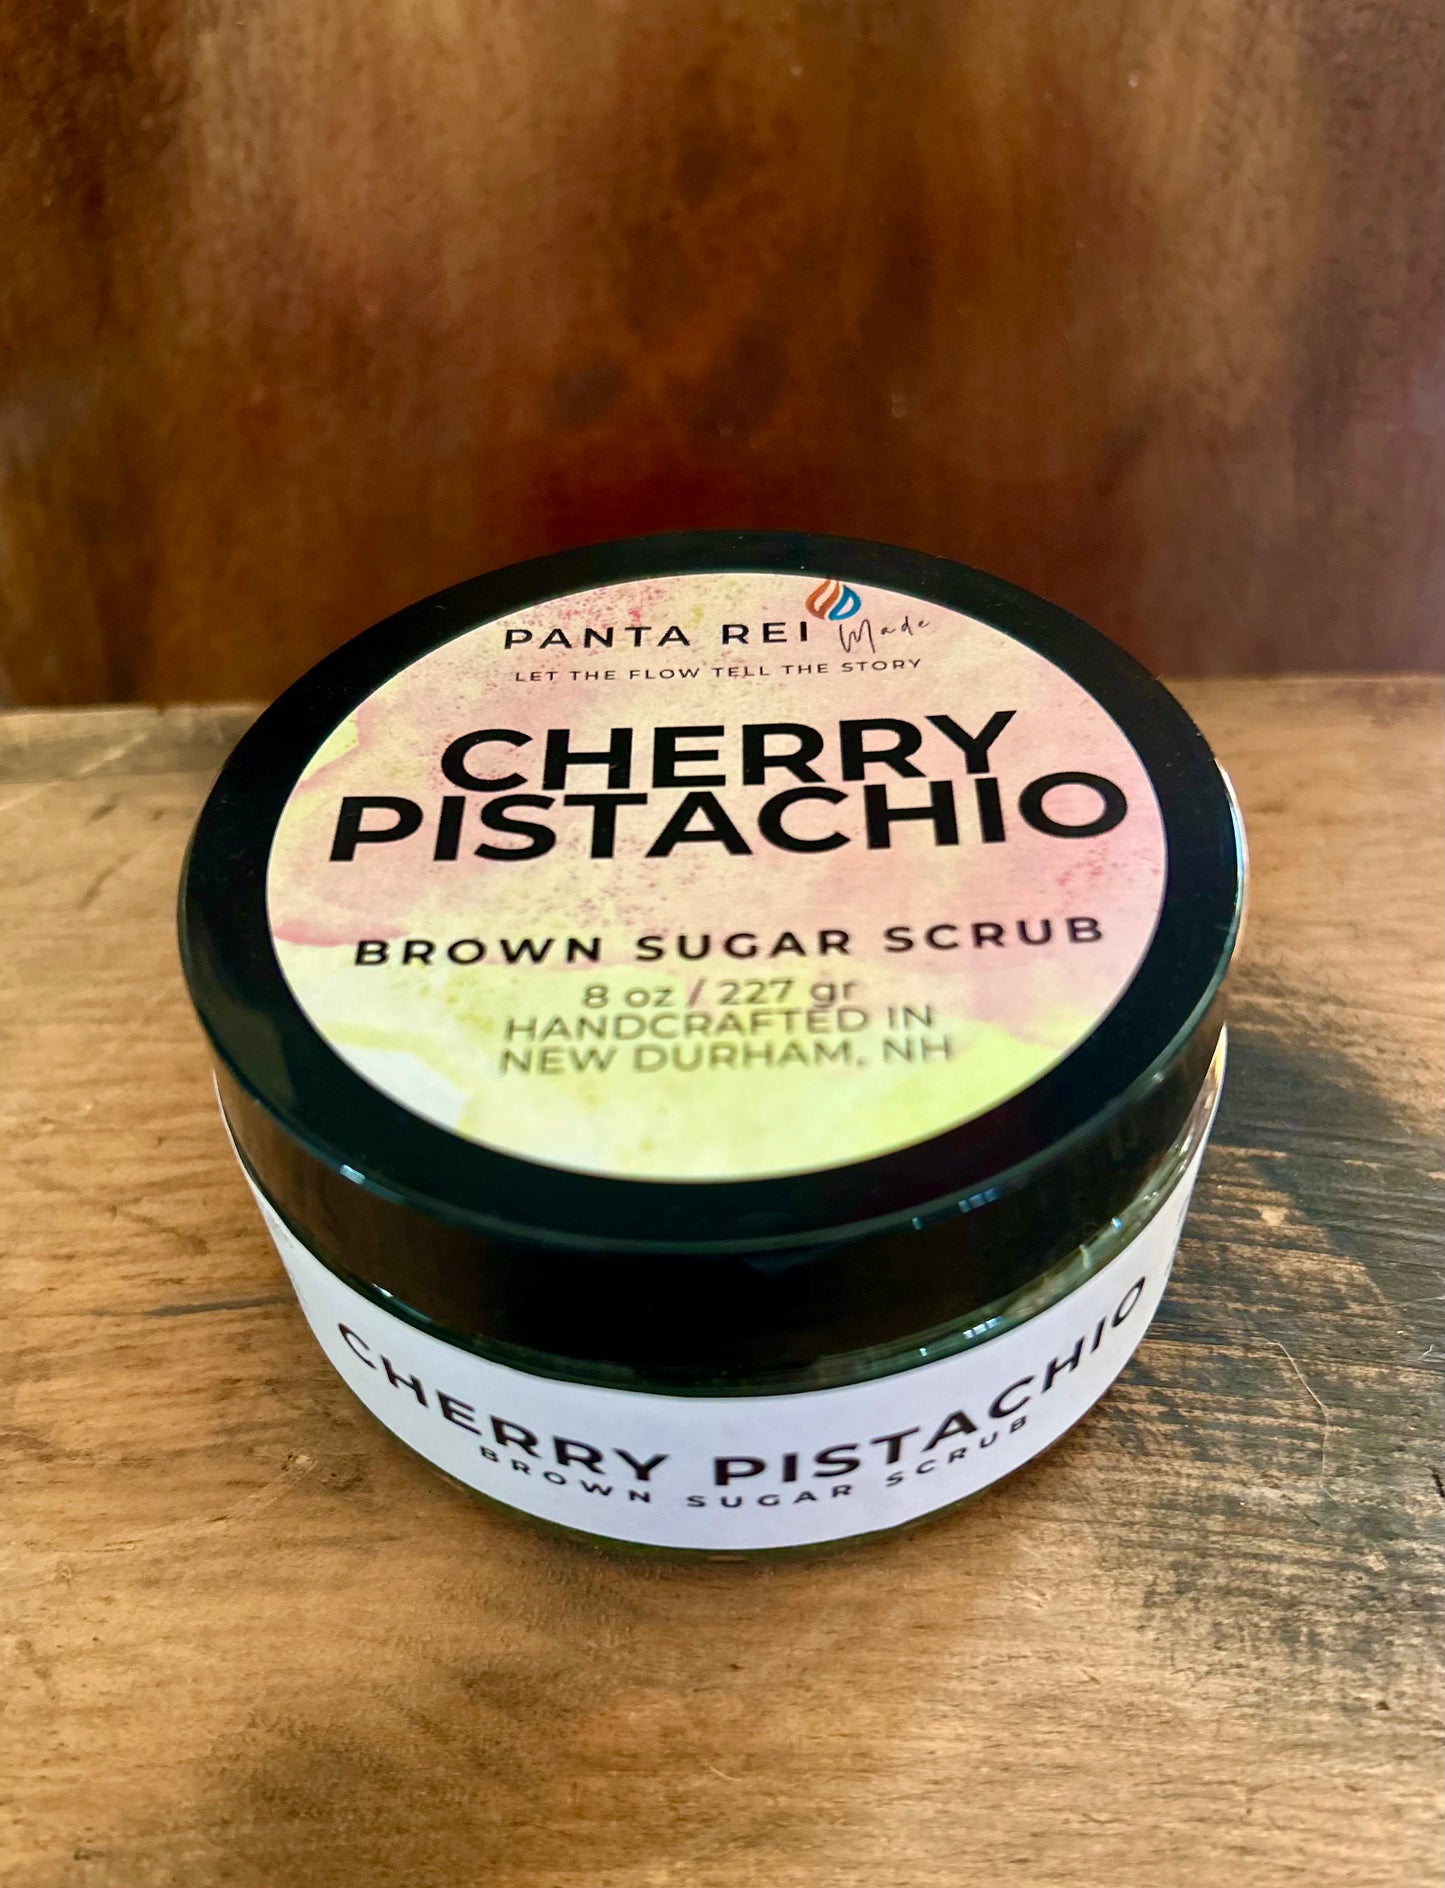 PANTA REI Made
LET THE FLOW TELL THE STORY
CHERRY
PISTACHIO
BROWN SUGAR SCRUB
8 oz / 227 gr
HANDCRAFTED IN
NEW DURHAM, NH
CHERRY PISTACHIO
BROWN SUGAR SCRUB